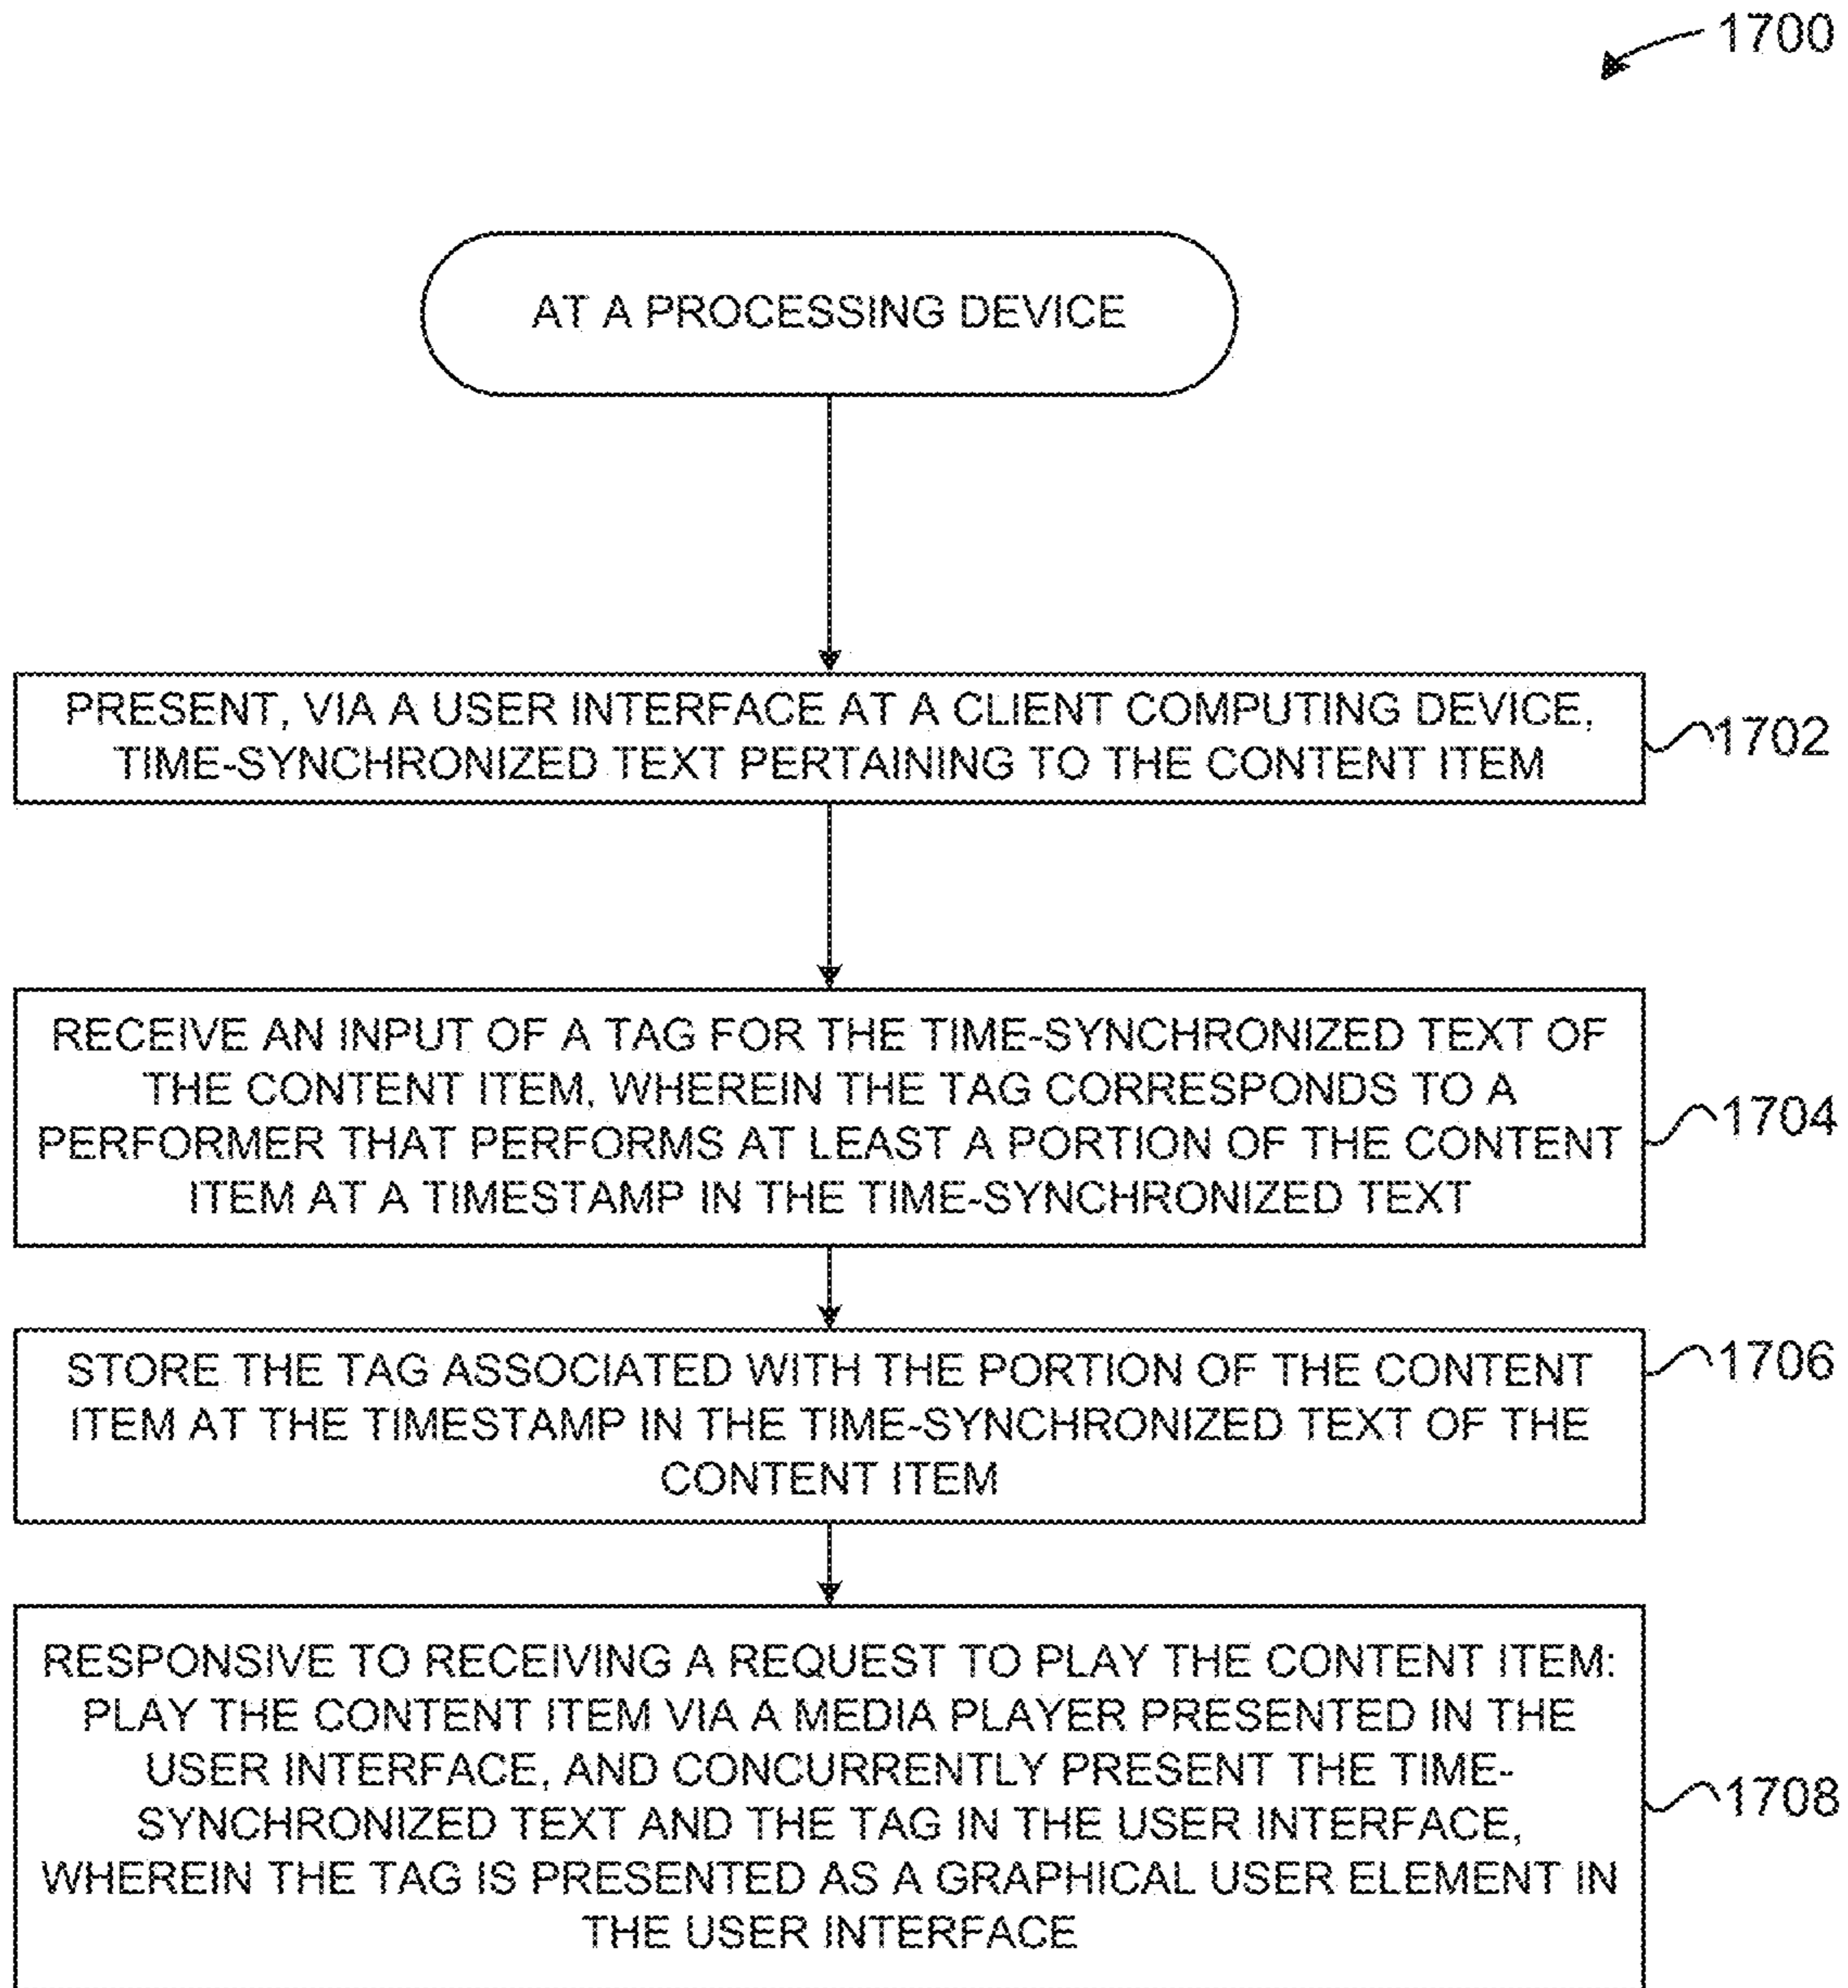 1700
AT A PROCESSING DEVICE
PRESENT, VIA A USER INTERFACE AT A CLIENT COMPUTING DEVICE,
TIME-SYNCHRONIZED TEXT PERTAINING TO THE CONTENT ITEM
1702
RECEIVE AN INPUT OF A TAG FOR THE TIME-SYNCHRONIZED TEXT OF
THE CONTENT ITEM, WHEREIN THE TAG CORRESPONDS TO A
PERFORMER THAT PERFORMS AT LEAST A PORTION OF THE CONTENT
ITEM AT A TIMESTAMP IN THE TIME-SYNCHRONIZED TEXT
1704
STORE THE TAG ASSOCIATED WITH THE PORTION OF THE CONTENT
ITEM AT THE TIMESTAMP IN THE TIME-SYNCHRONIZED TEXT OF THE
CONTENT ITEM
1706
RESPONSIVE TO RECEIVING A REQUEST TO PLAY THE CONTENT ITEM:
PLAY THE CONTENT ITEM VIA A MEDIA PLAYER PRESENTED IN THE
USER INTERFACE, AND CONCURRENTLY PRESENT THE TIME-
SYNCHRONIZED TEXT AND THE TAG IN THE USER INTERFACE,
WHEREIN THE TAG IS PRESENTED AS A GRAPHICAL USER ELEMENT IN
THE USER INTERFACE
1708